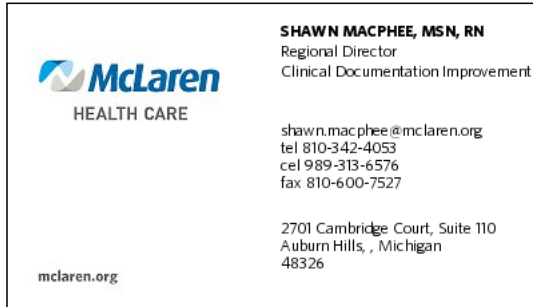 McLaren
HEALTH CARE
mclaren.org
SHAWN MACPHEE, MSN, RN
Regional Director
Clinical Documentation Improvement
shawn.macphee@mclaren.org
tel 810-342-4053
cel 989-313-6576
fax 810-600-7527
2701 Cambridge Court, Suite 110
Auburn Hills, , Michigan
48326